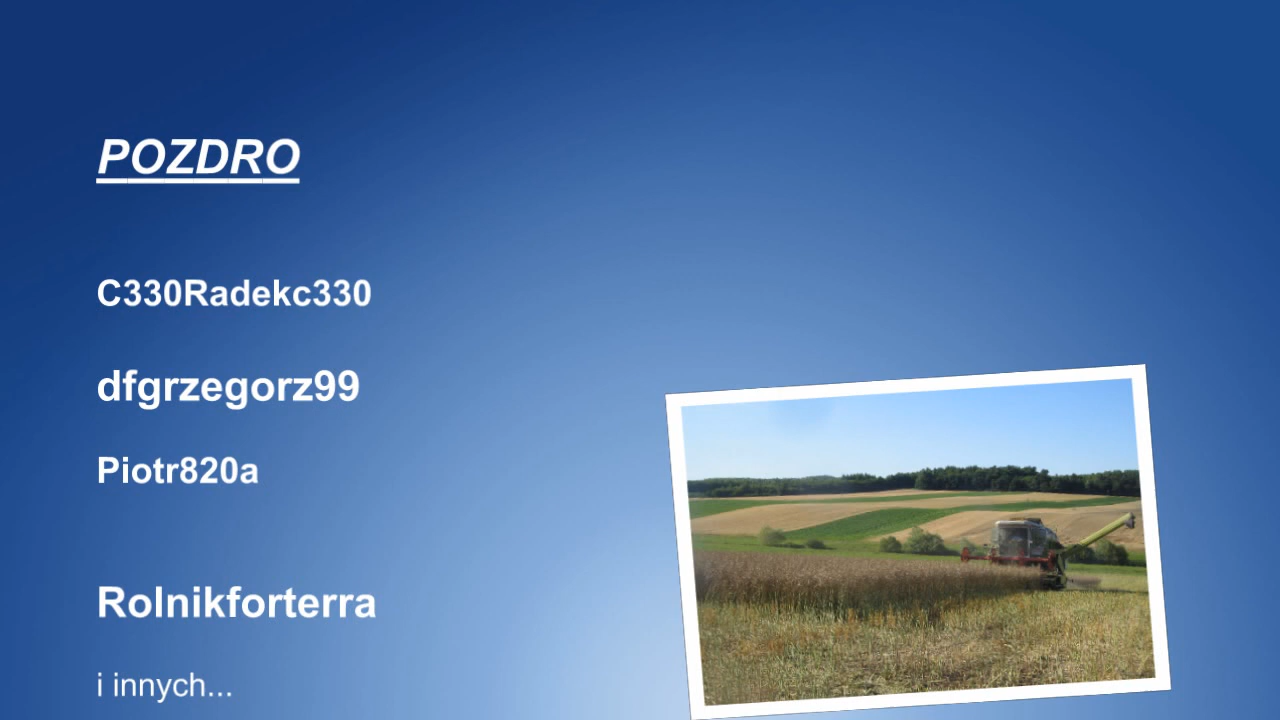 POZDRO
C330Radekc330
dfgrzegorz99
Piotr820a
Rolnikforterra
i innych...